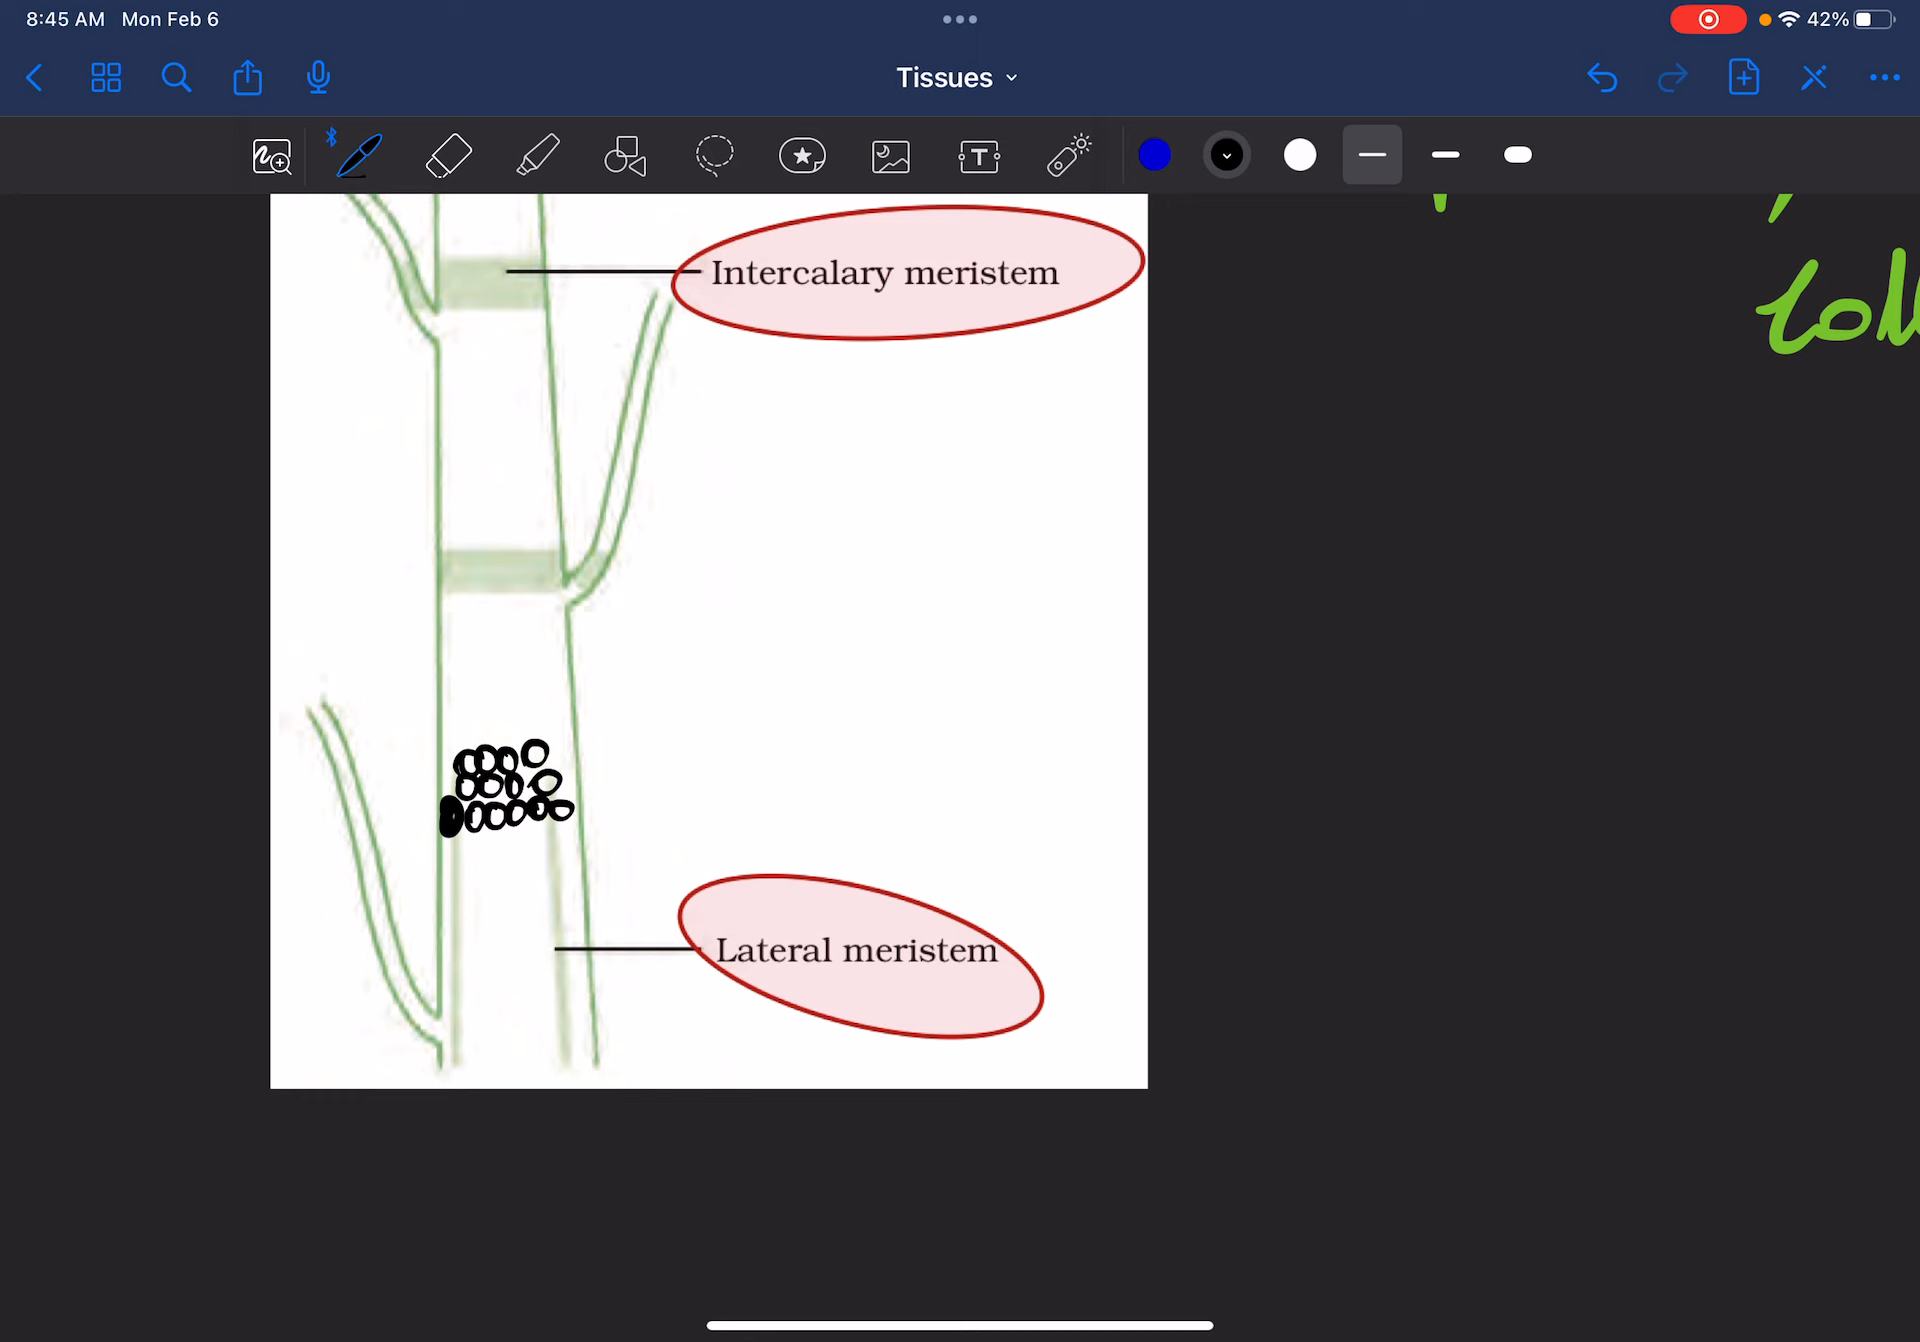 8:45 AM Mon Feb 6
42%
Tissues
T
Intercalary meristem
Lateral meristem